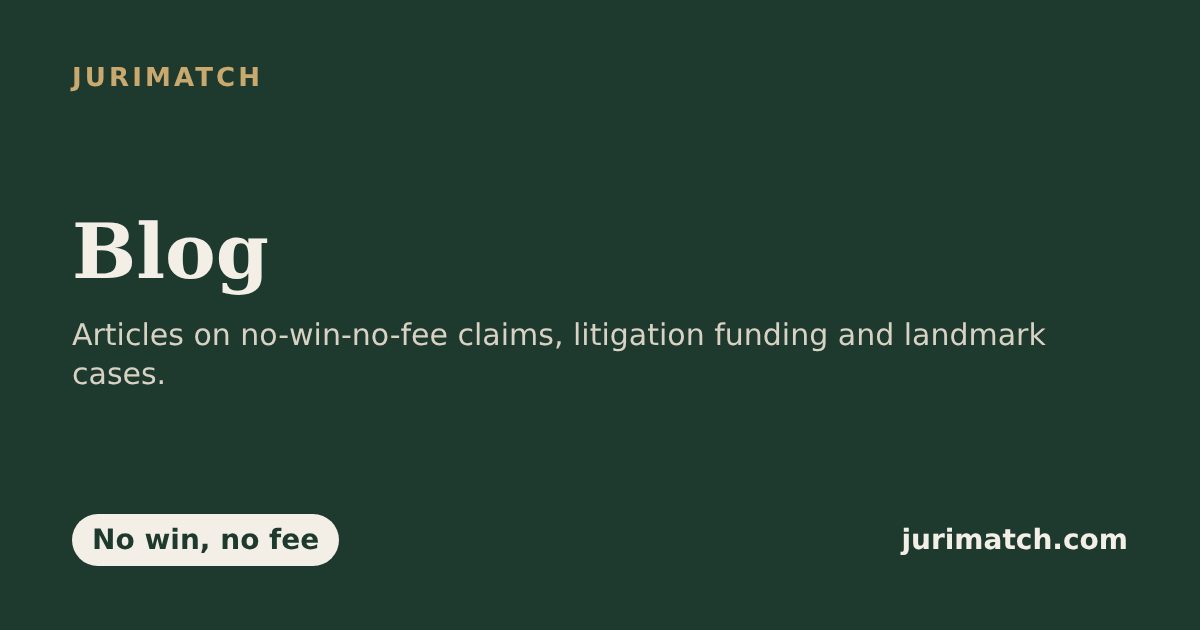 JURIMATCH
Blog
Articles on no-win-no-fee claims, litigation funding and landmark
cases.
No win, no fee
jurimatch.com